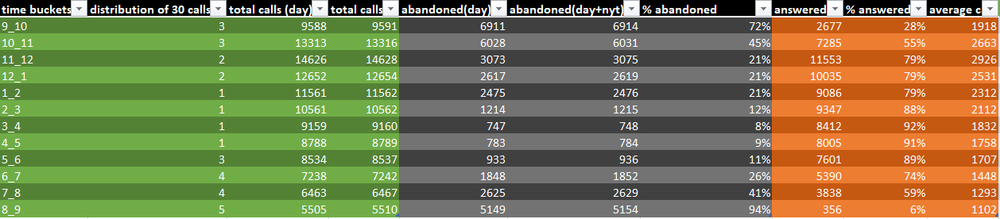 time buckets distribution of 30 calls total calls (day) total calls abandoned(day) abandoned(day+nyt) % abandoned answered % answered average c
9_10 3 9588 9591 6911 6914 72% 2677 28% 1918
10_11 3 13313 13316 6028 6031 45% 7285 55% 2663
11_12 2 14626 14628 3073 3075 21% 11553 79% 2926
12_1 2 12652 12654 2617 2619 21% 10035 79% 2531
1_2 1 11561 11562 2475 2476 21% 9086 79% 2312
2_3 1 10561 10562 1214 1215 12% 9347 88% 2112
3_4 1 9159 9160 747 748 8% 8412 92% 1832
4_5 1 8788 8789 783 784 9% 8005 91% 1758
5_6 3 8534 8537 933 936 11% 7601 89% 1707
6_7 4 7238 7242 1848 1852 26% 5390 74% 1448
7_8 4 6463 6467 2625 2629 41% 3838 59% 1293
8_9 5 5505 5510 5149 5154 94% 356 6% 1102